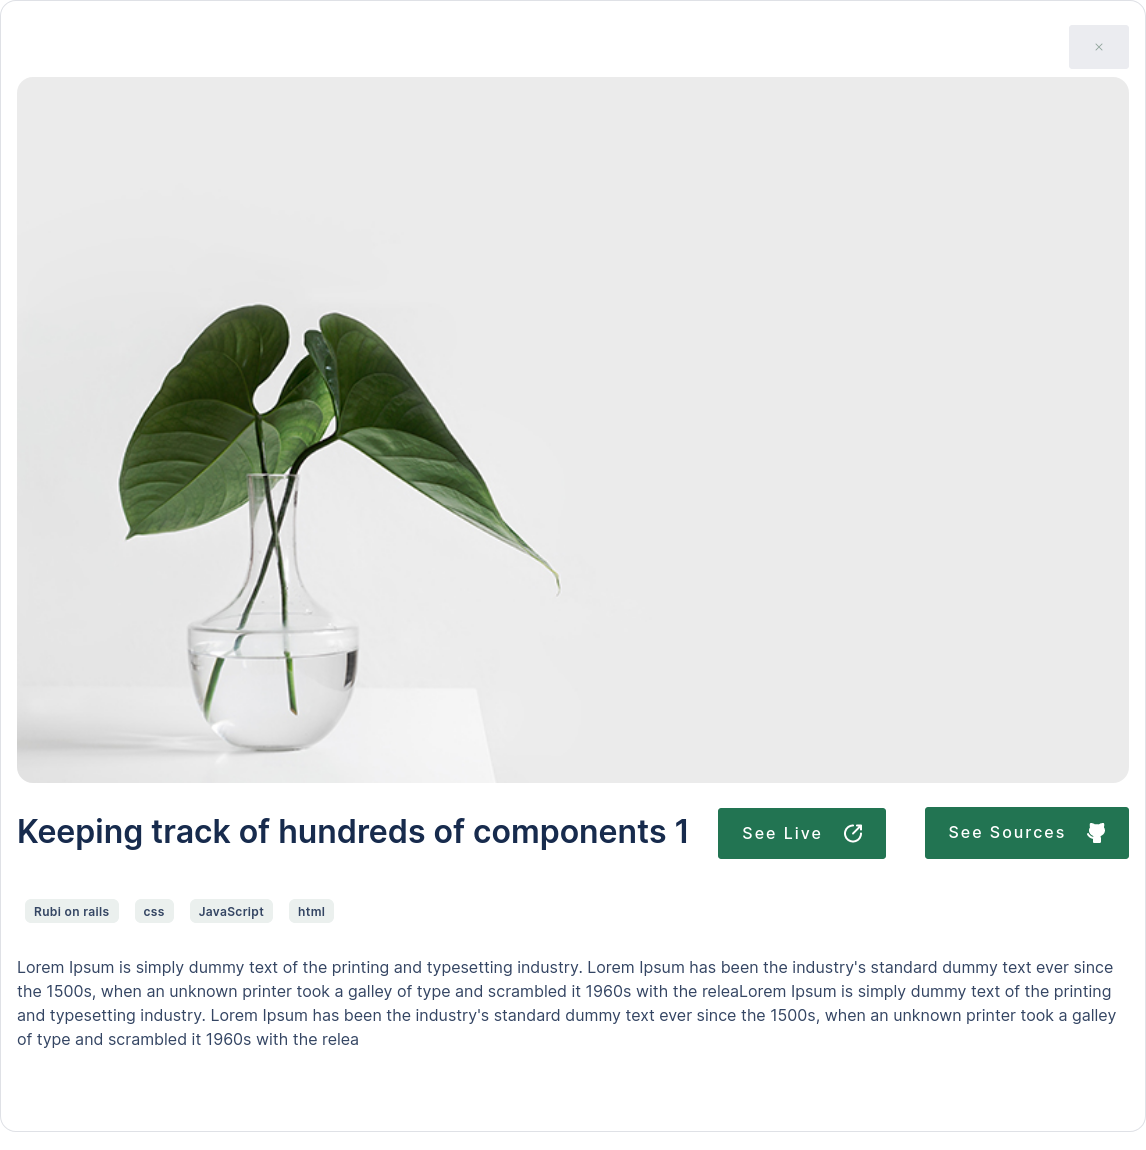 ×
Keeping track of hundreds of components 1
See Live
See Sources
Rubi on rails
css
JavaScript
html
Lorem Ipsum is simply dummy text of the printing and typesetting industry. Lorem Ipsum has been the industry's standard dummy text ever since
the 1500s, when an unknown printer took a galley of type and scrambled it 1960s with the releaLorem Ipsum is simply dummy text of the printing
and typesetting industry. Lorem Ipsum has been the industry's standard dummy text ever since the 1500s, when an unknown printer took a galley
of type and scrambled it 1960s with the relea